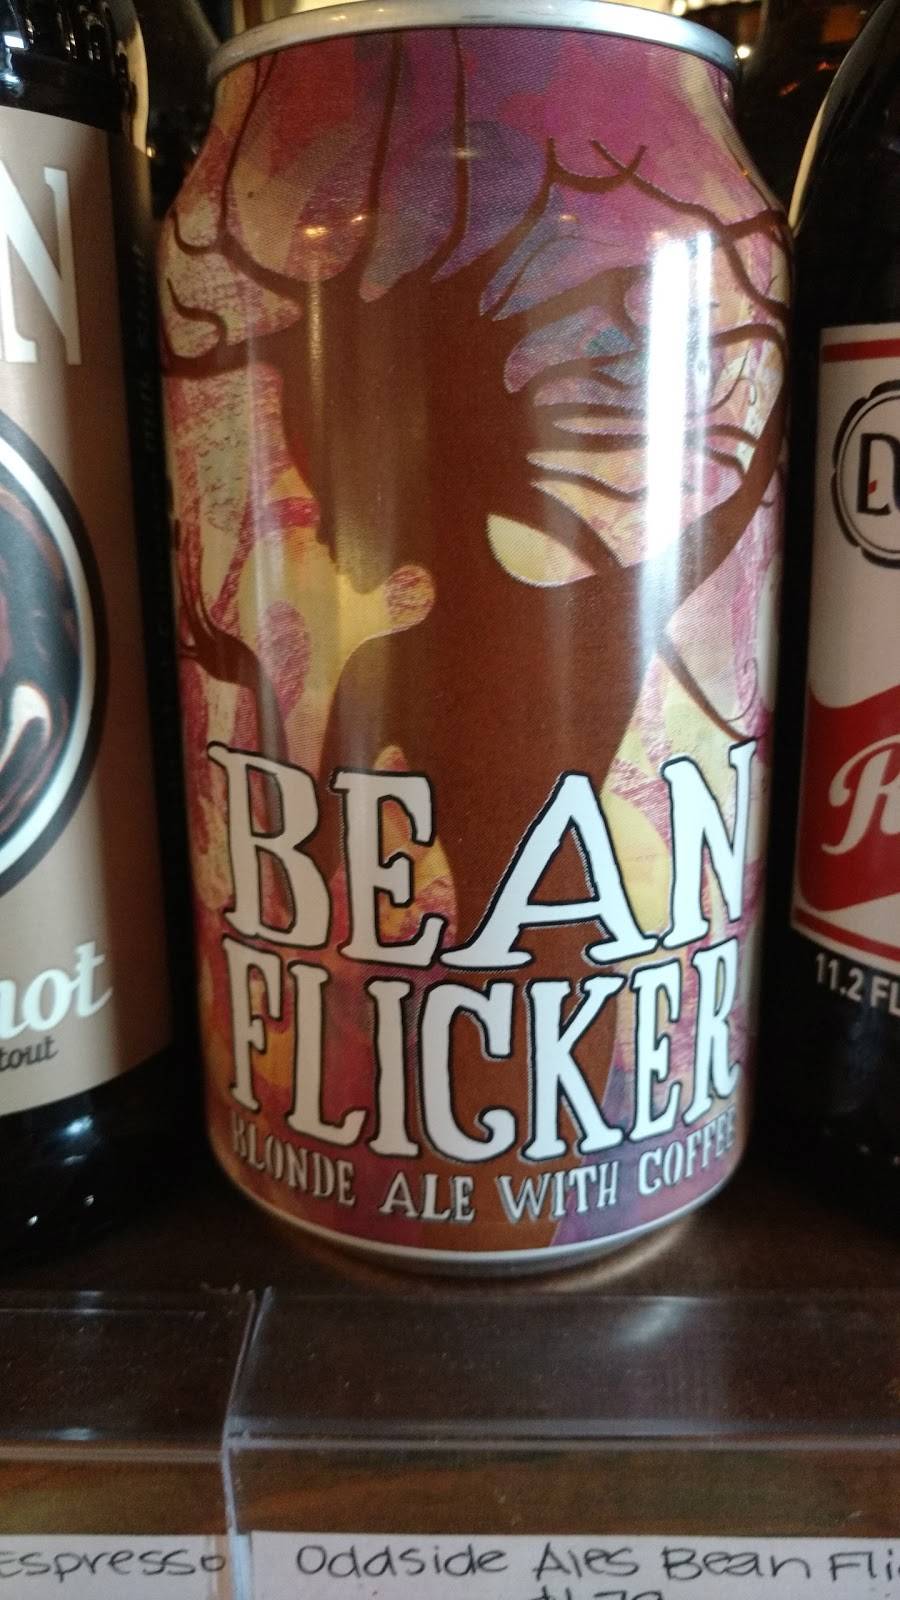 BEAN
FLICKER
BLONDE ALE WITH COFFEE
11.2 FL
Espresso
Oddside Ales Bean Fli